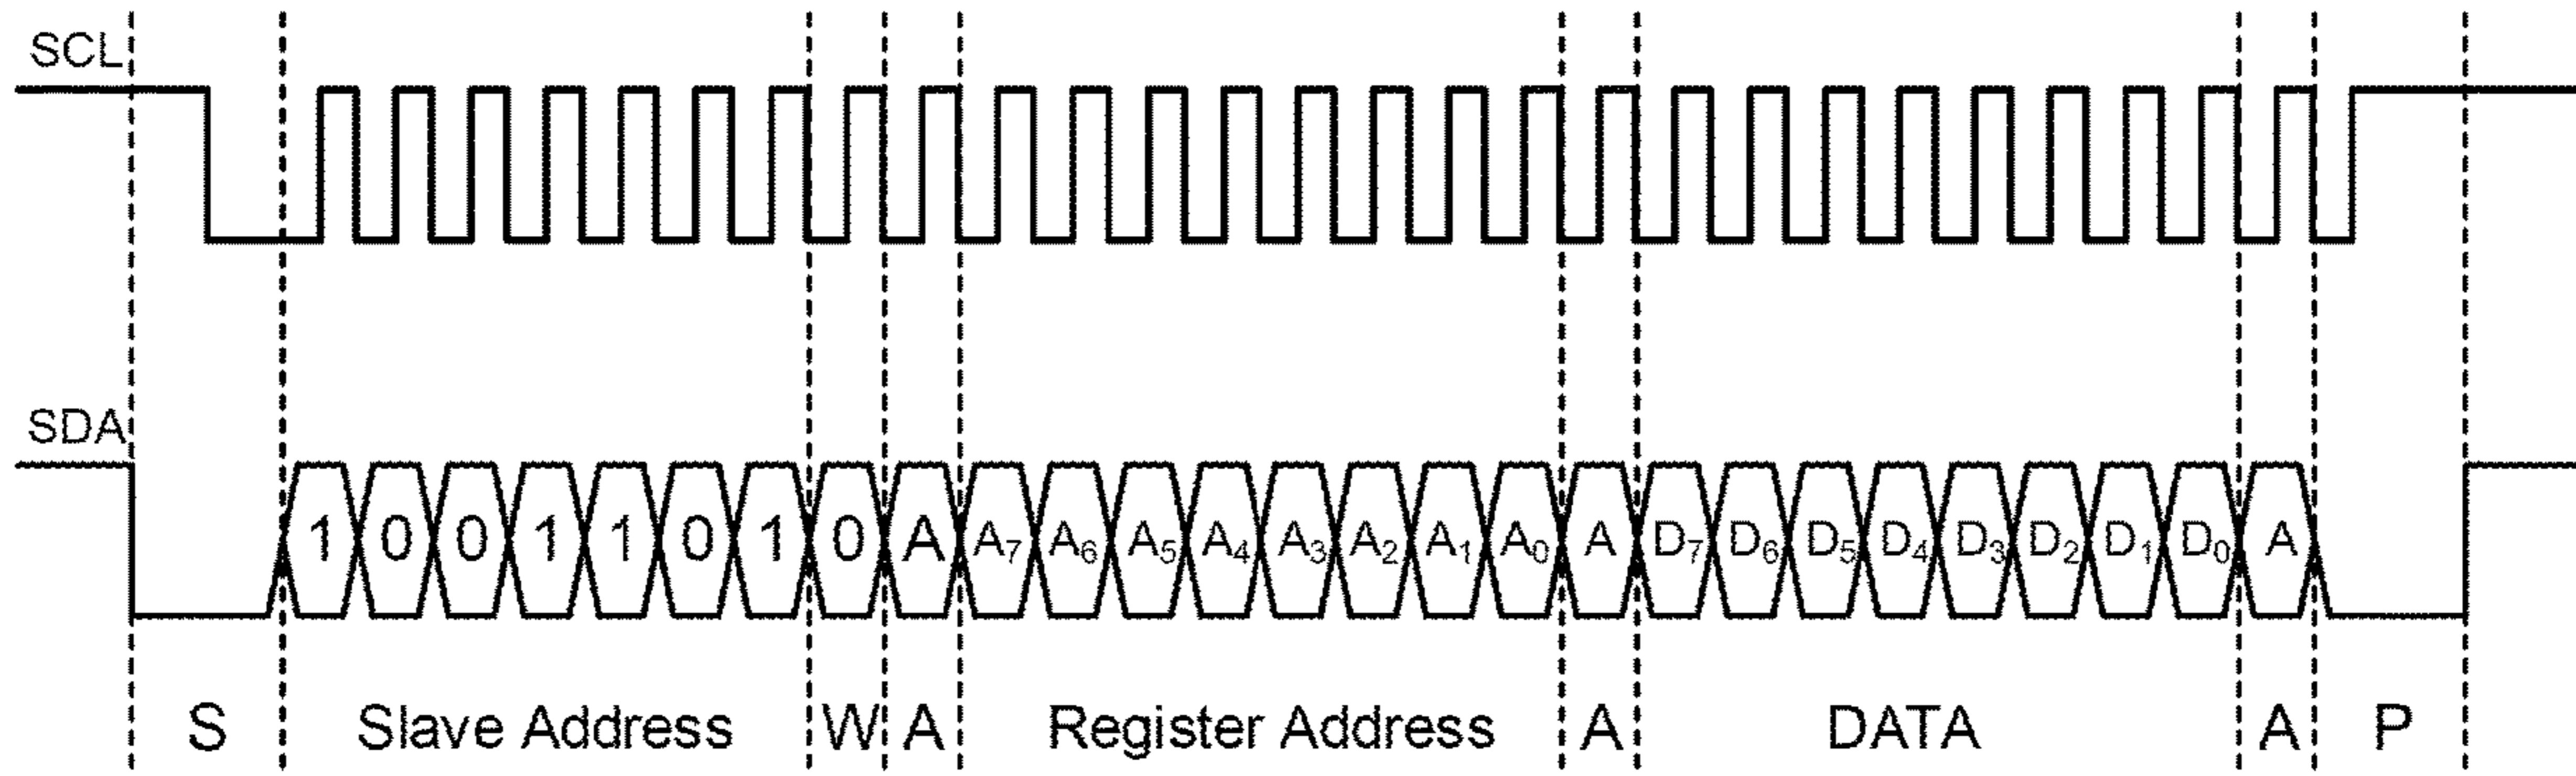 SCL
SDA
1 0 0 1 1 0 1 0 A A₇ A₆ A₅ A₄ A₃ A₂ A₁ A₀ A D₇ D₆ D₅ D₄ D₃ D₂ D₁ D₀ A
S Slave Address W A Register Address A DATA A P